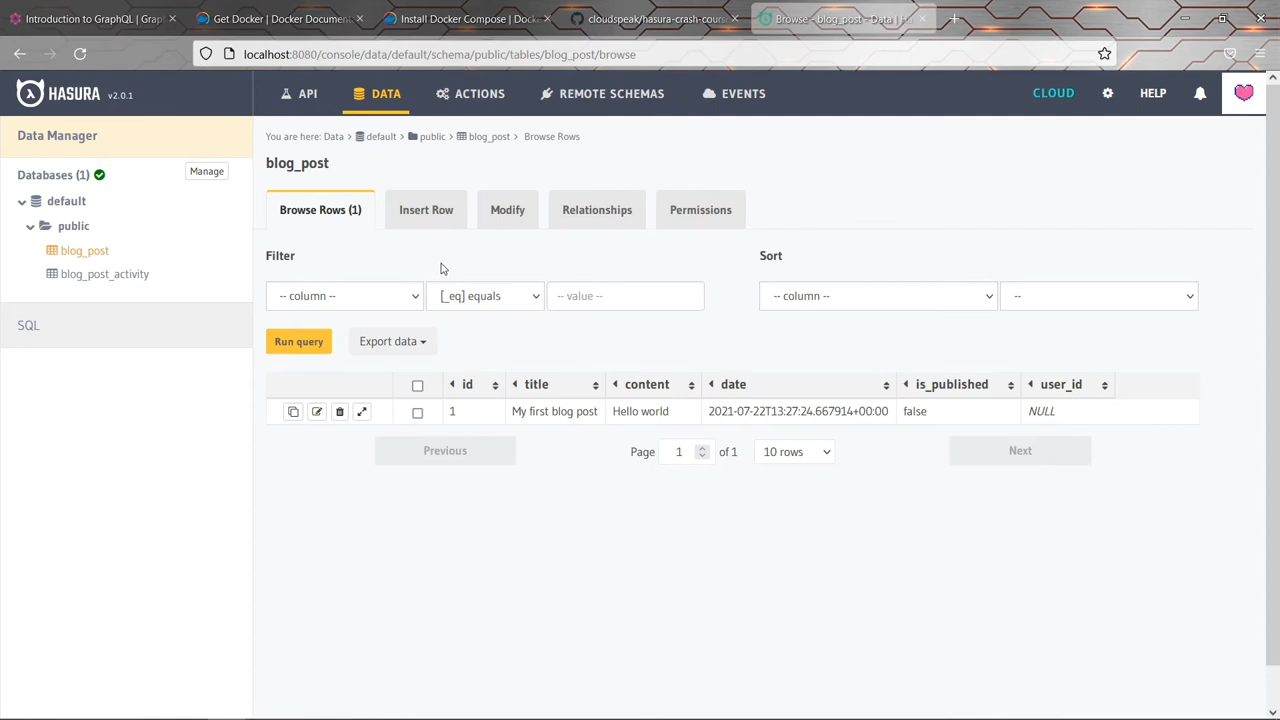 Introduction to GraphQL | Grap
Get Docker | Docker Documen
Install Docker Compose | Dock
cloudspeak/hasura-crash-cours
Browse - blog_post - Data | Ha
localhost:8080/console/data/default/schema/public/tables/blog_post/browse
HASURA v2.0.1
API
DATA
ACTIONS
REMOTE SCHEMAS
EVENTS
CLOUD
HELP
Data Manager
Databases (1)
Manage
default
public
blog_post
blog_post_activity
SQL
You are here: Data > default > public > blog_post > Browse Rows
blog_post
Browse Rows (1)
Insert Row
Modify
Relationships
Permissions
Filter
Sort
-- column --
[_eq] equals
-- value --
-- column --
--
Run query
Export data
id title content date is_published user_id
1 My first blog post Hello world 2021-07-22T13:27:24.667914+00:00 false NULL
Previous
Page 1 of 1
10 rows
Next